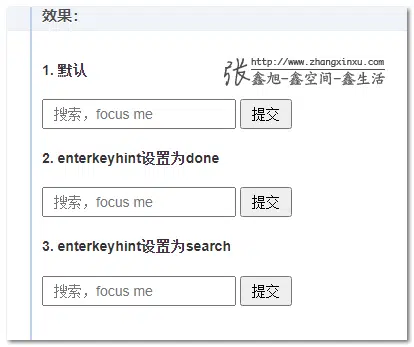 效果：
1. 默认
张 http://www.zhangxinxu.com
鑫旭-鑫空间-鑫生活
搜索，focus me 提交
2. enterkeyhint设置为done
搜索，focus me 提交
3. enterkeyhint设置为search
搜索，focus me 提交